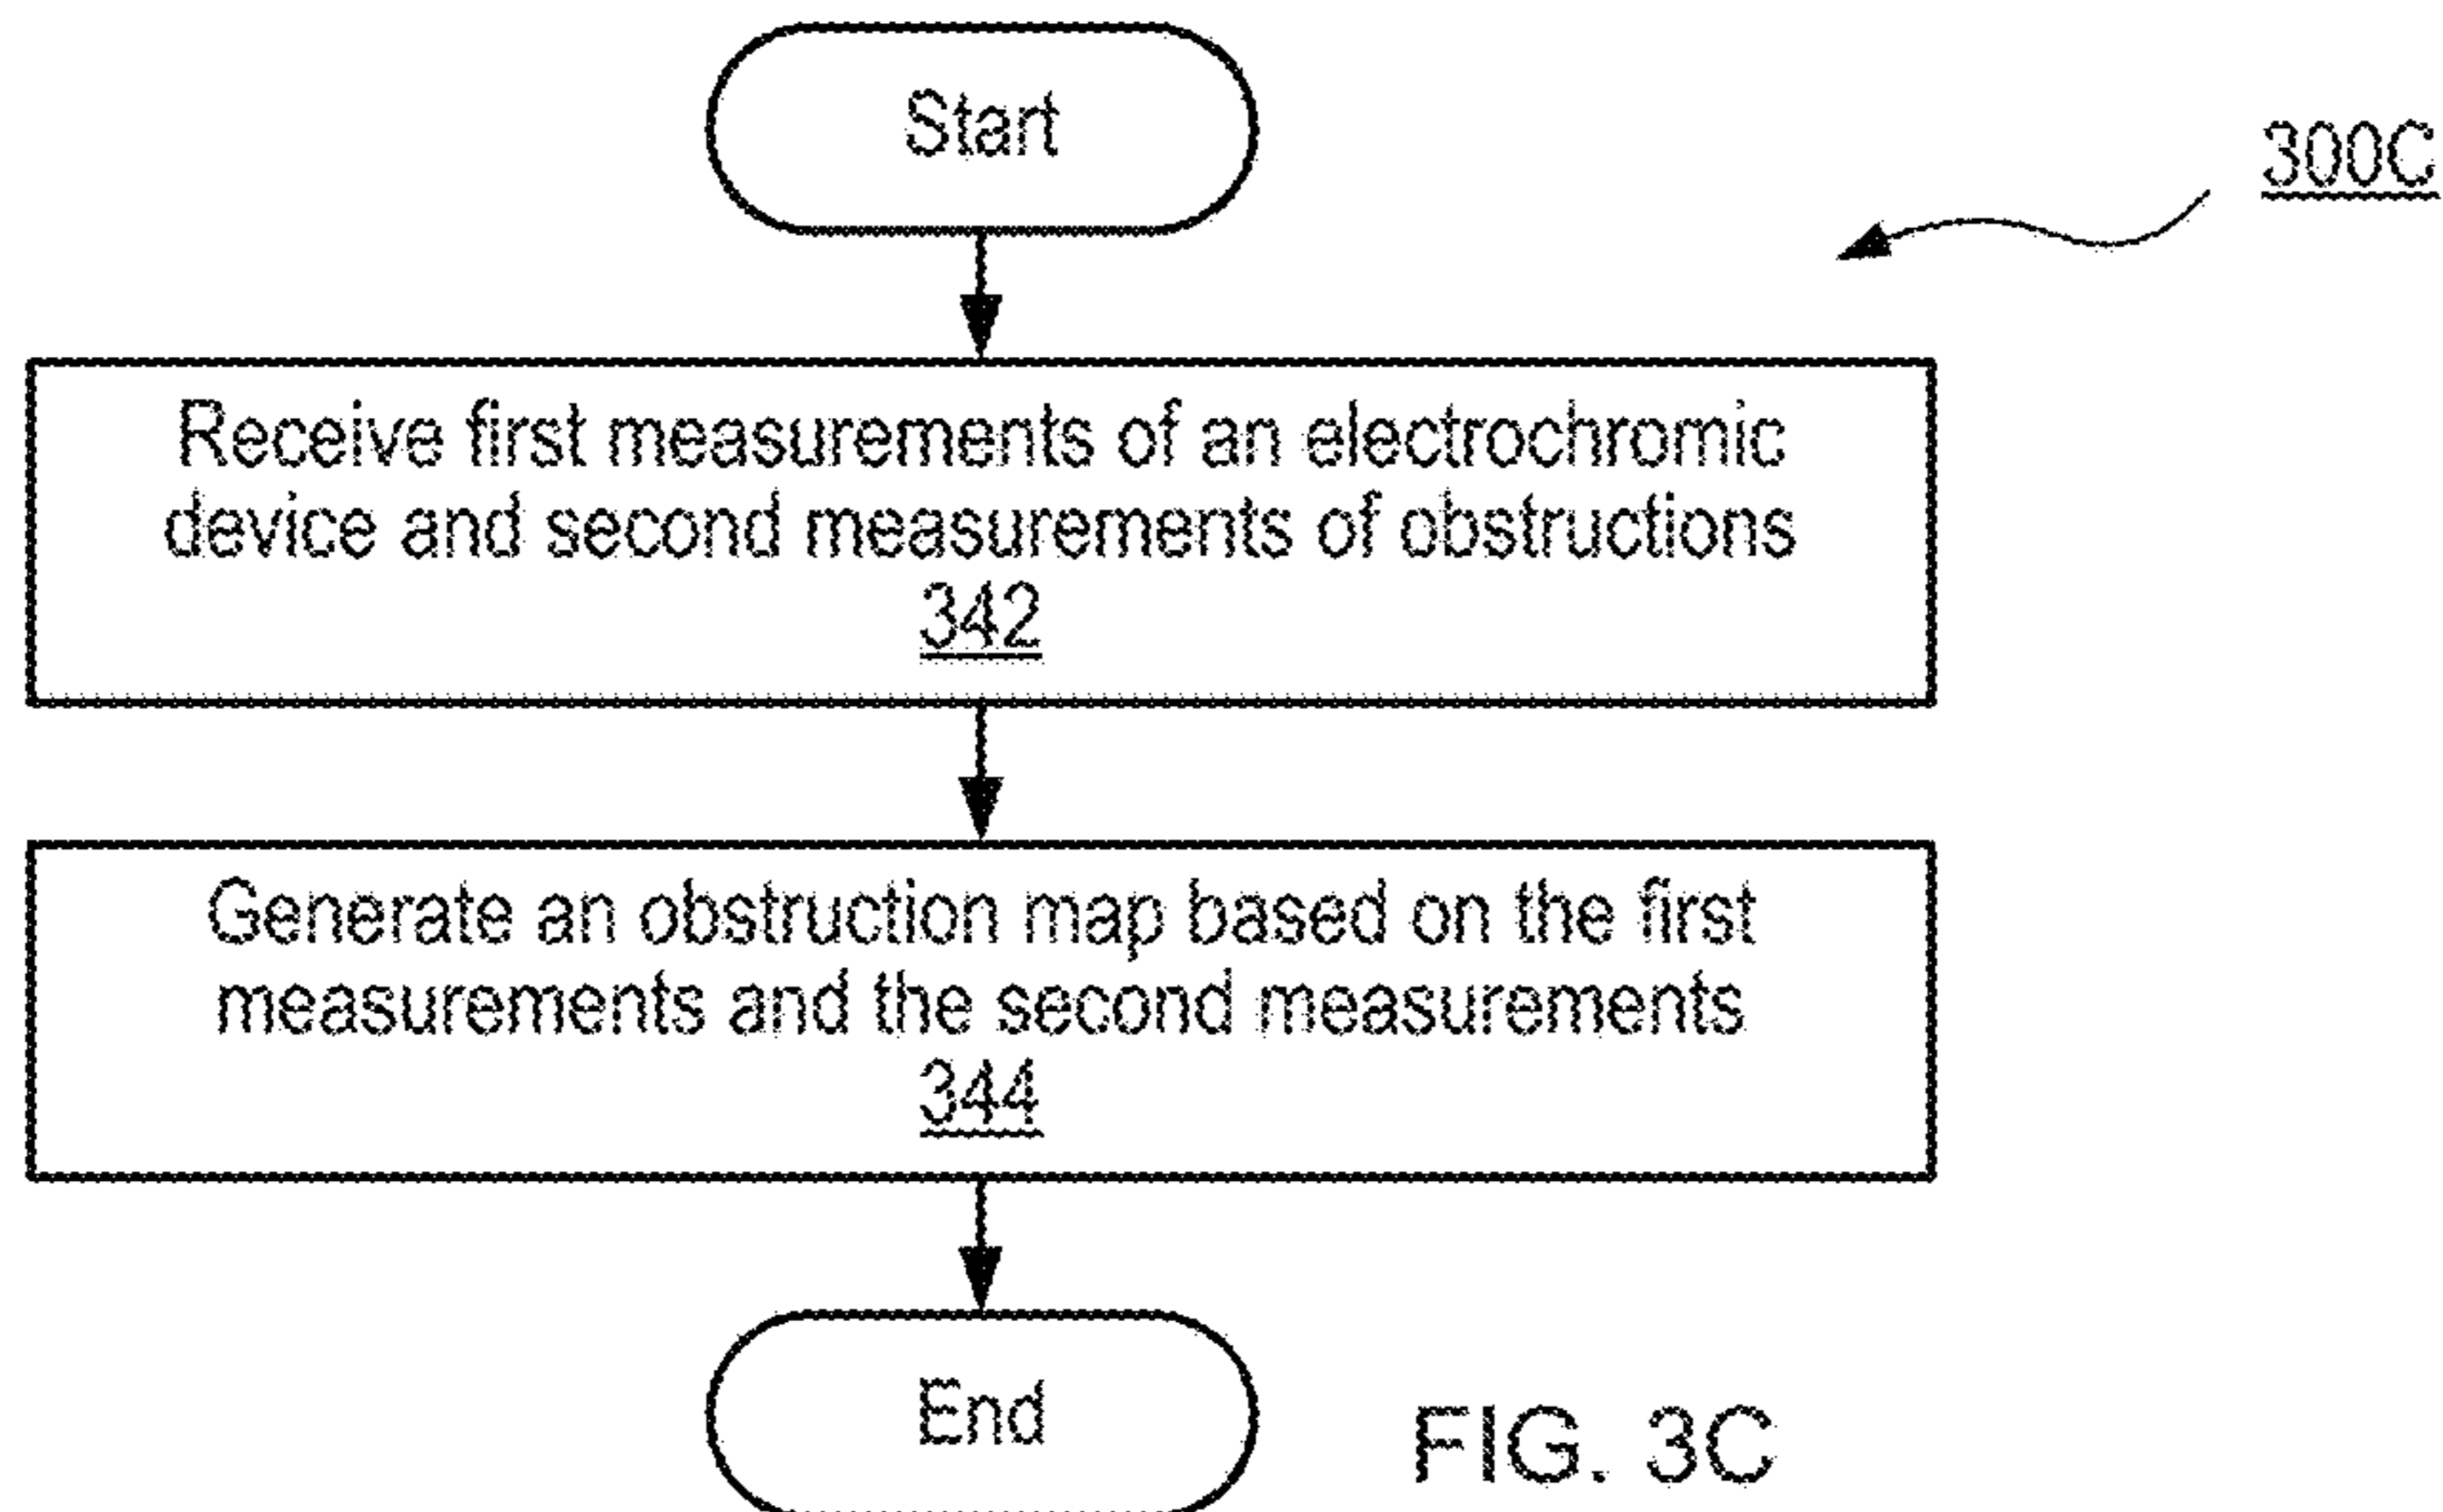 Start
300C
Receive first measurements of an electrochromic
device and second measurements of obstructions
342
Generate an obstruction map based on the first
measurements and the second measurements
344
End
FIG. 3C